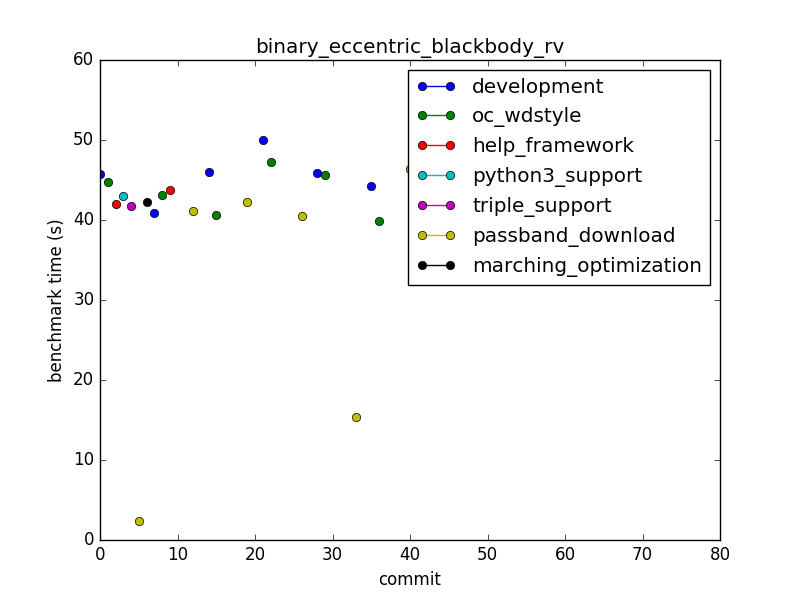 binary_eccentric_blackbody_rv
development
oc_wdstyle
help_framework
python3_support
triple_support
passband_download
marching_optimization
60
50
40
30
20
10
0
benchmark time (s)
0 10 20 30 40 50 60 70 80
commit